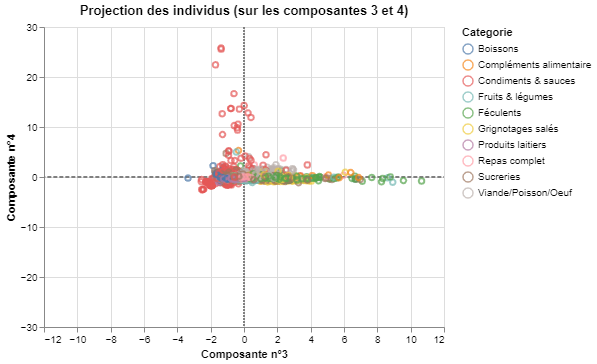 Projection des individus (sur les composantes 3 et 4)
Categorie
Boissons
Compléments alimentaire
Condiments & sauces
Fruits & légumes
Féculents
Grignotages salés
Produits laitiers
Repas complet
Sucreries
Viande/Poisson/Oeuf
30
20
10
0
−10
−20
−30
Composante n°4
−12 −10 −8 −6 −4 −2 0 2 4 6 8 10 12
Composante n°3